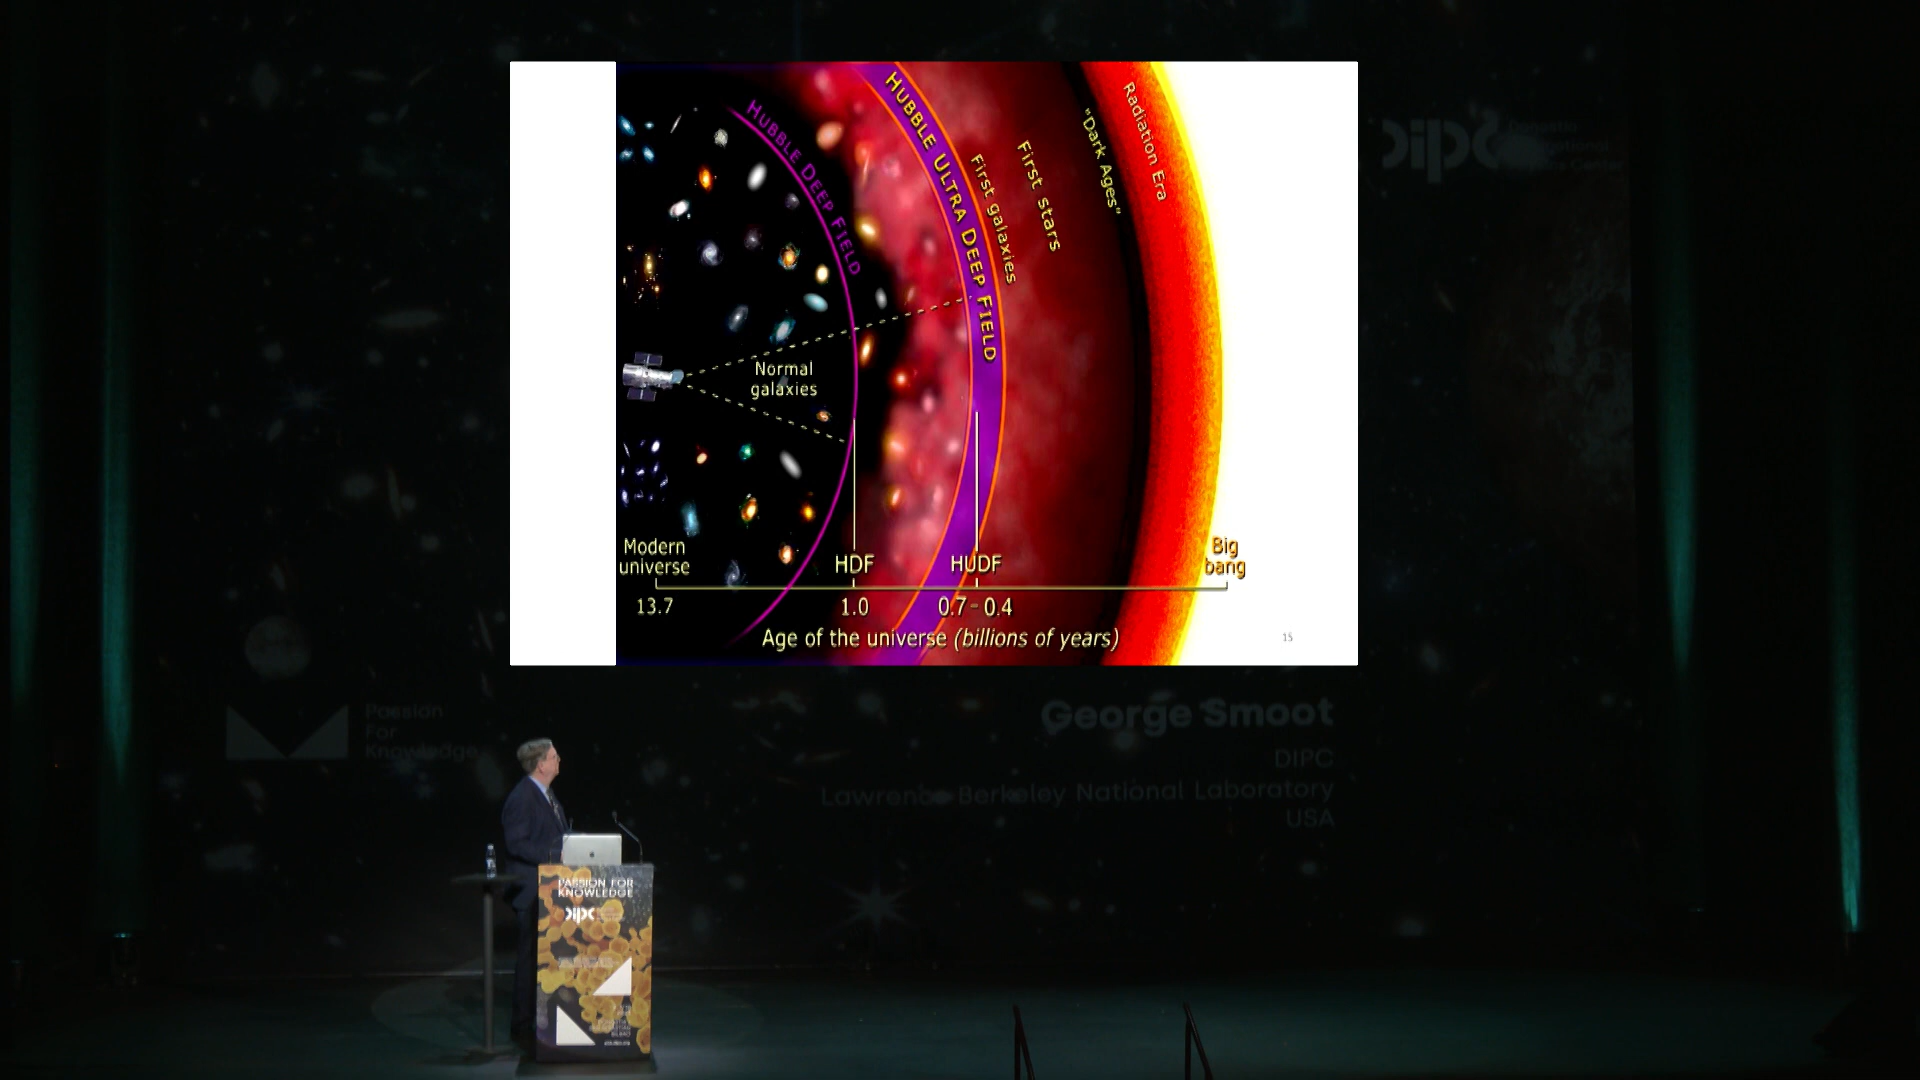 HUBBLE DEEP FIELD
HUBBLE ULTRA DEEP FIELD
First galaxies
First stars
"Dark Ages"
Radiation Era
Normal
galaxies
Modern
universe
HDF
HUDF
Big
bang
13.7
1.0
0.7 - 0.4
Age of the universe (billions of years)
15
dipc
Passion
For
Knowledge
George Smoot
DIPC
Lawrence Berkeley National Laboratory
USA
PASSION FOR
KNOWLEDGE
dipc